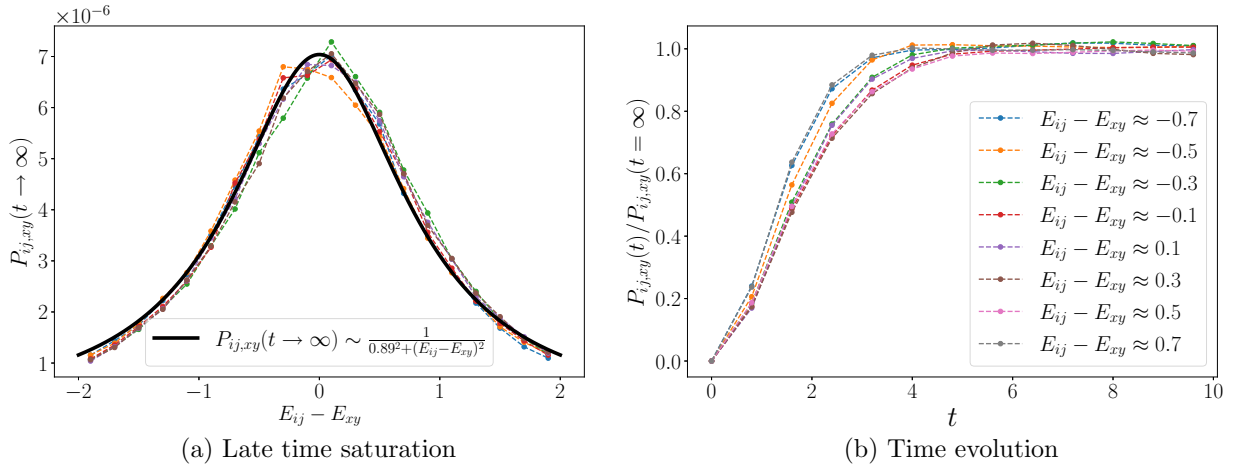 ×10⁻⁶
7
6
5
4
3
2
1
P_{ij,xy}(t → ∞)
P_{ij,xy}(t → ∞) ∼ 1/(0.89² + (E_{ij} − E_{xy})²)
−2 −1 0 1 2
E_{ij} − E_{xy}
(a) Late time saturation
1.0
0.8
0.6
0.4
0.2
0.0
P_{ij,xy}(t)/P_{ij,xy}(t = ∞)
E_{ij} − E_{xy} ≈ −0.7
E_{ij} − E_{xy} ≈ −0.5
E_{ij} − E_{xy} ≈ −0.3
E_{ij} − E_{xy} ≈ −0.1
E_{ij} − E_{xy} ≈ 0.1
E_{ij} − E_{xy} ≈ 0.3
E_{ij} − E_{xy} ≈ 0.5
E_{ij} − E_{xy} ≈ 0.7
0 2 4 6 8 10
t
(b) Time evolution